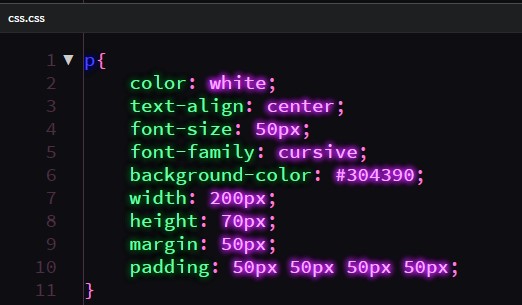 css.css
1 ▼ p{
2 color: white;
3 text-align: center;
4 font-size: 50px;
5 font-family: cursive;
6 background-color: #304390;
7 width: 200px;
8 height: 70px;
9 margin: 50px;
10 padding: 50px 50px 50px 50px;
11 }